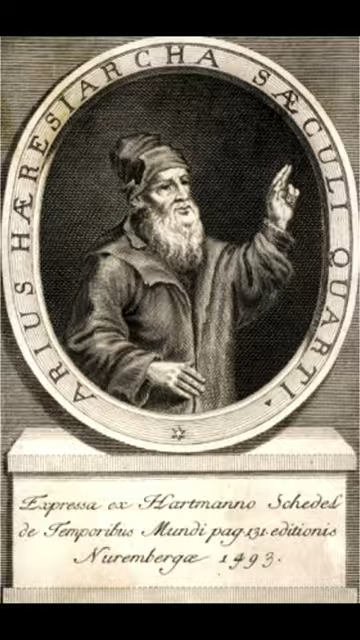 ARIUS HÆRESIARCHA SÆCULI QUARTI.
Expressa ex Hartmanno Schedel
de Temporibus Mundi pag. 131. editionis
Nurembergæ 1493.